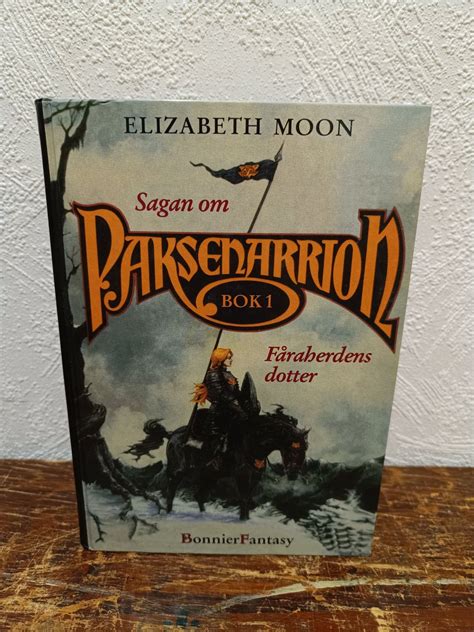 ELIZABETH MOON
Sagan om
PAKSENARRION
BOK 1
Fåraherdens
dotter
BonnierFantasy